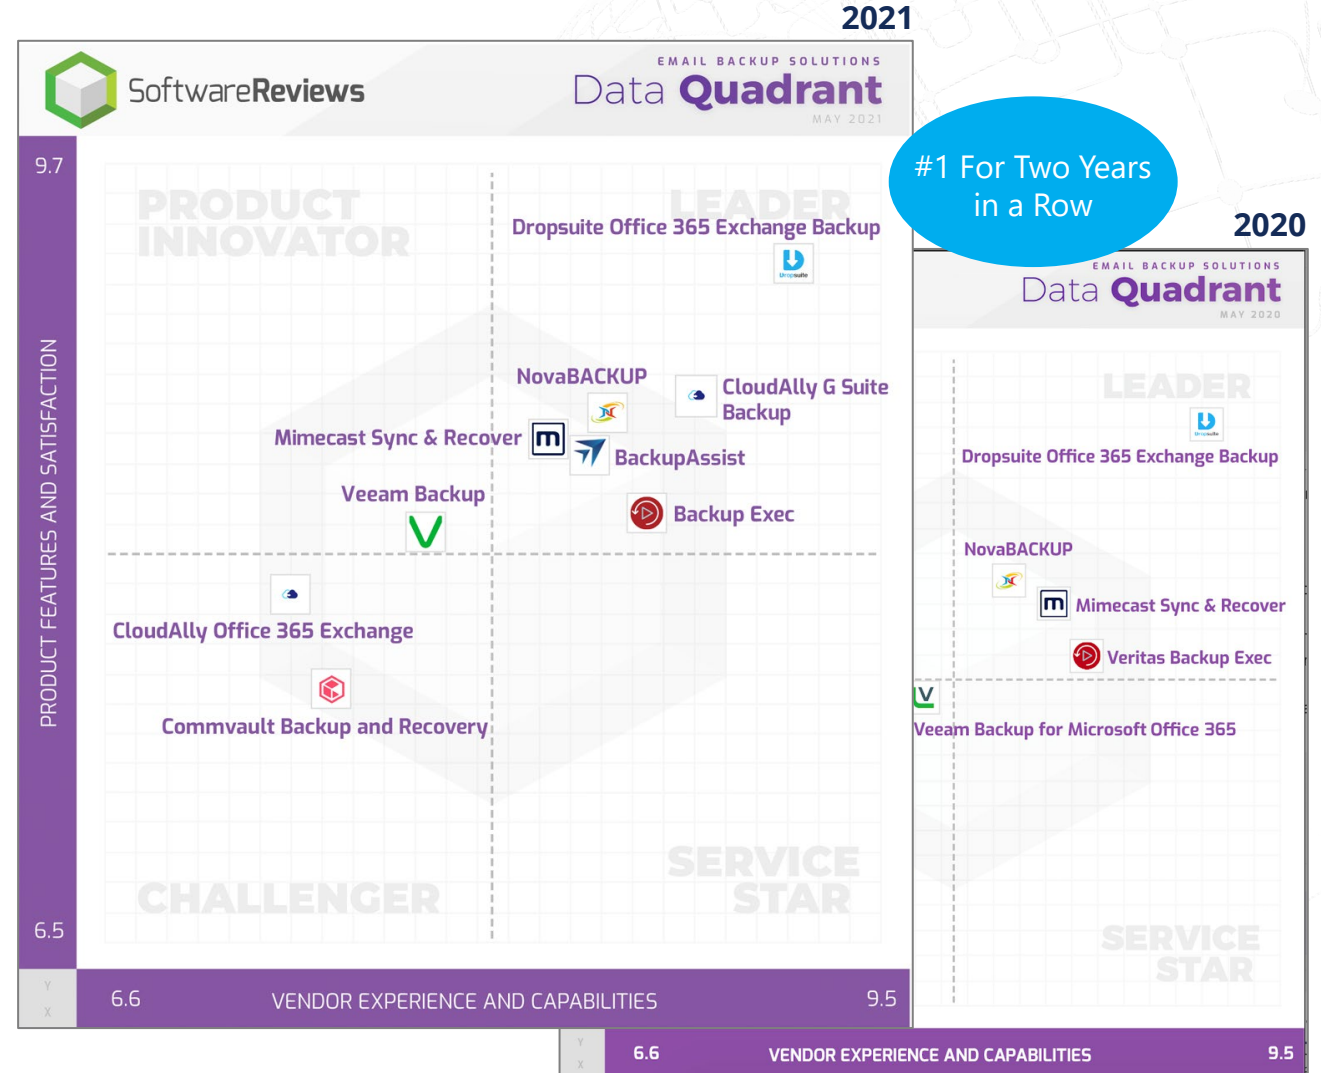 2021
SoftwareReviews
EMAIL BACKUP SOLUTIONS
Data Quadrant
MAY 2021
9.7
PRODUCT FEATURES AND SATISFACTION
6.5
PRODUCT
INNOVATOR
LEADER
Dropsuite Office 365 Exchange Backup
Dropsuite
NovaBACKUP
CloudAlly G Suite
Backup
Mimecast Sync & Recover
m
BackupAssist
Veeam Backup
Backup Exec
CloudAlly Office 365 Exchange
Commvault Backup and Recovery
CHALLENGER
SERVICE
STAR
Y
X
6.6
VENDOR EXPERIENCE AND CAPABILITIES
9.5
#1 For Two Years
in a Row
2020
EMAIL BACKUP SOLUTIONS
Data Quadrant
MAY 2020
LEADER
Dropsuite
Dropsuite Office 365 Exchange Backup
NovaBACKUP
m
Mimecast Sync & Recover
Veritas Backup Exec
Veeam Backup for Microsoft Office 365
SERVICE
STAR
Y
X
6.6
VENDOR EXPERIENCE AND CAPABILITIES
9.5